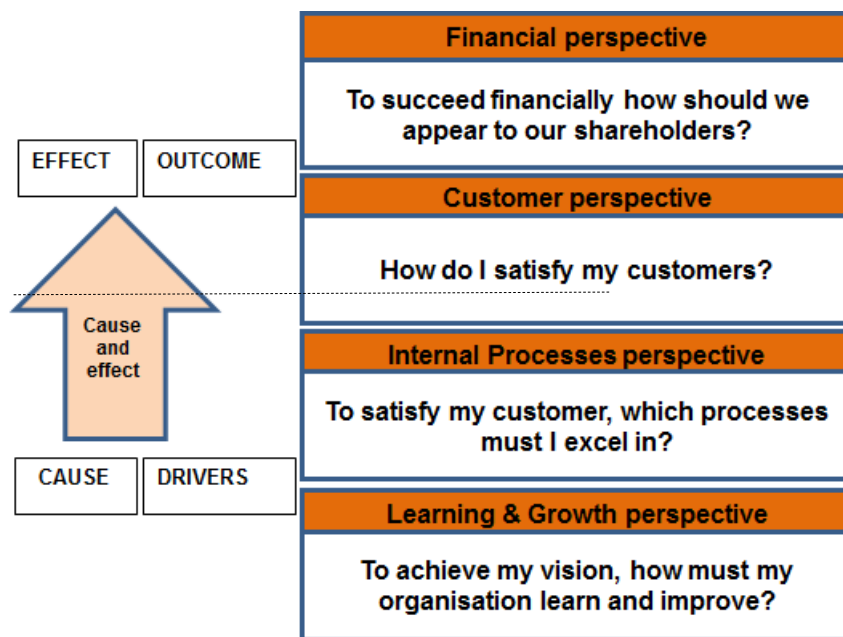 Financial perspective
To succeed financially how should we
appear to our shareholders?
EFFECT
OUTCOME
Customer perspective
How do I satisfy my customers?
Cause
and
effect
Internal Processes perspective
To satisfy my customer, which processes
must I excel in?
CAUSE
DRIVERS
Learning & Growth perspective
To achieve my vision, how must my
organisation learn and improve?